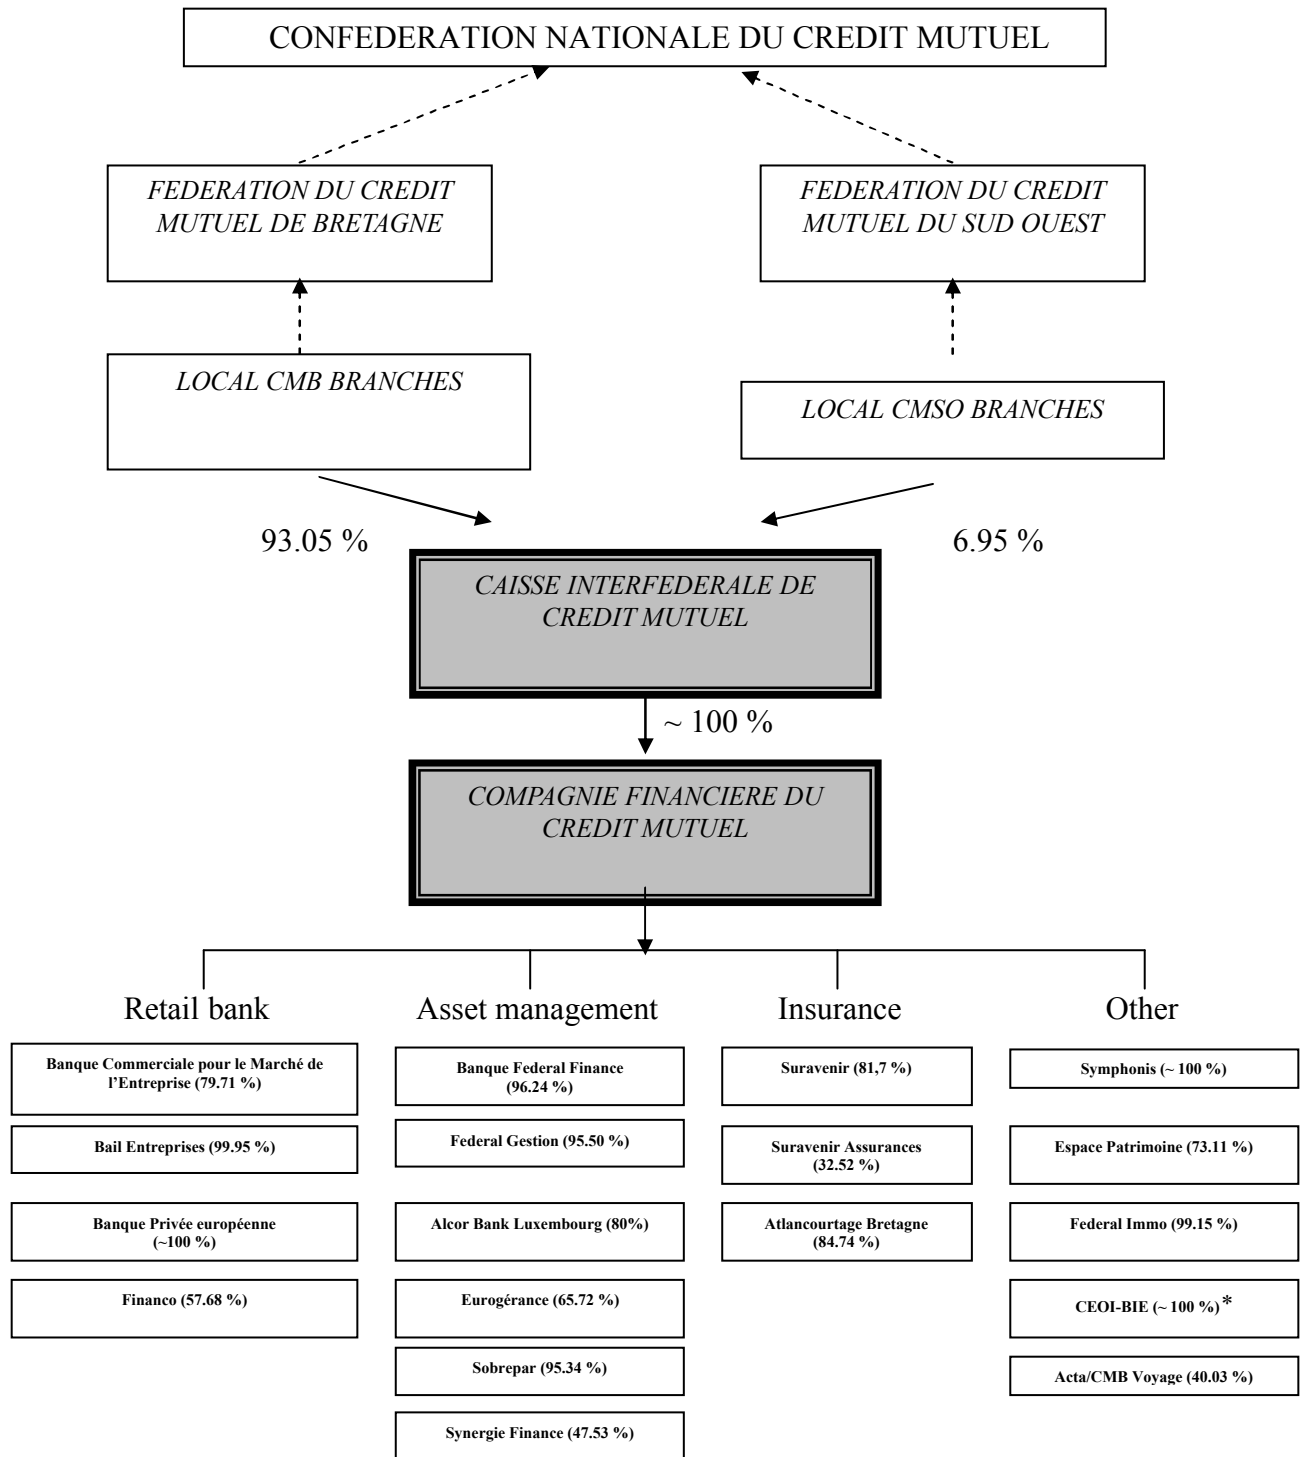 CONFEDERATION NATIONALE DU CREDIT MUTUEL
FEDERATION DU CREDIT
MUTUEL DE BRETAGNE
FEDERATION DU CREDIT
MUTUEL DU SUD OUEST
LOCAL CMB BRANCHES
LOCAL CMSO BRANCHES
93.05 %
6.95 %
CAISSE INTERFEDERALE DE
CREDIT MUTUEL
~ 100 %
COMPAGNIE FINANCIERE DU
CREDIT MUTUEL
Retail bank
Banque Commerciale pour le Marché de
l'Entreprise (79.71 %)
Bail Entreprises (99.95 %)
Banque Privée européenne
(~100 %)
Financo (57.68 %)
Asset management
Banque Federal Finance
(96.24 %)
Federal Gestion (95.50 %)
Alcor Bank Luxembourg (80%)
Eurogérance (65.72 %)
Sobrepar (95.34 %)
Synergie Finance (47.53 %)
Insurance
Suravenir (81,7 %)
Suravenir Assurances
(32.52 %)
Atlancourtage Bretagne
(84.74 %)
Other
Symphonis (~ 100 %)
Espace Patrimoine (73.11 %)
Federal Immo (99.15 %)
CEOI-BIE (~ 100 %)*
Acta/CMB Voyage (40.03 %)